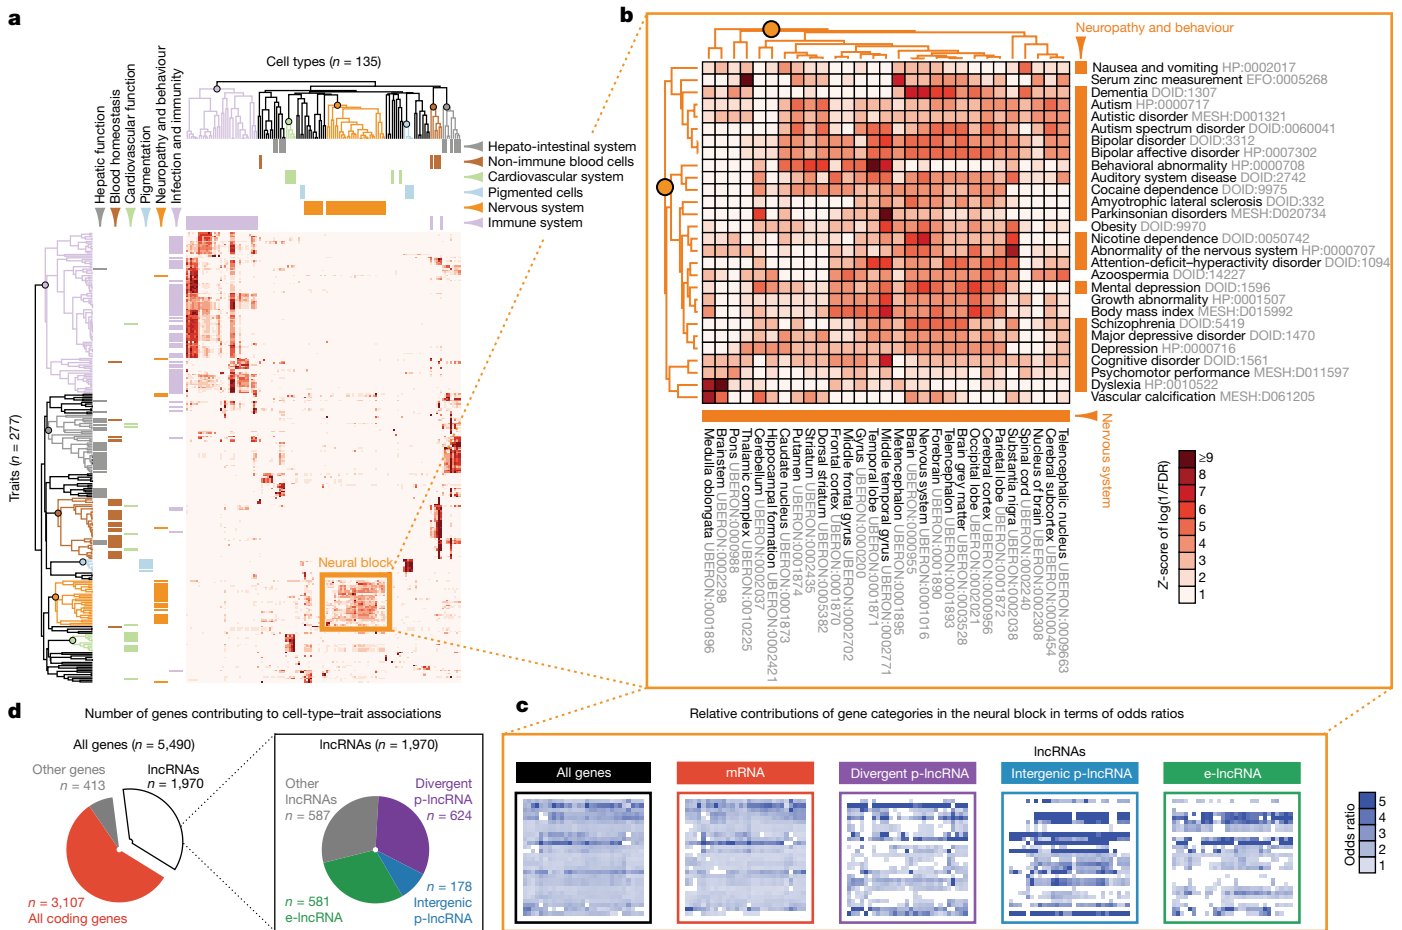 a
Cell types (n = 135)
Hepatic function
Blood homeostasis
Cardiovascular function
Pigmentation
Neuropathy and behaviour
Infection and immunity
Hepato-intestinal system
Non-immune blood cells
Cardiovascular system
Pigmented cells
Nervous system
Immune system
Traits (n = 277)
Neural block
b
Neuropathy and behaviour
Nausea and vomiting HP:0002017
Serum zinc measurement EFO:0005268
Dementia DOID:1307
Autism HP:0000717
Autistic disorder MESH:D001321
Autism spectrum disorder DOID:0060041
Bipolar disorder DOID:3312
Bipolar affective disorder HP:0007302
Behavioral abnormality HP:0000708
Auditory system disease DOID:2742
Cocaine dependence DOID:9975
Amyotrophic lateral sclerosis DOID:332
Parkinsonian disorders MESH:D020734
Obesity DOID:9970
Nicotine dependence DOID:0050742
Abnormality of the nervous system HP:0000707
Attention-deficit–hyperactivity disorder DOID:1094
Azoospermia DOID:14227
Mental depression DOID:1596
Growth abnormality HP:0001507
Body mass index MESH:D015992
Schizophrenia DOID:5419
Major depressive disorder DOID:1470
Depression HP:0000716
Cognitive disorder DOID:1561
Psychomotor performance MESH:D011597
Dyslexia HP:0010522
Vascular calcification MESH:D061205
Nervous system
Medulla oblongata UBERON:0001896
Brainstem UBERON:0002298
Pons UBERON:0000988
Thalamic complex UBERON:0010225
Cerebellum UBERON:0002037
Hippocampal formation UBERON:0002421
Caudate nucleus UBERON:0001873
Putamen UBERON:0001874
Striatum UBERON:0002435
Dorsal striatum UBERON:0005382
Frontal cortex UBERON:0001870
Middle frontal gyrus UBERON:0002702
Gyrus UBERON:0000200
Temporal lobe UBERON:0001871
Middle temporal gyrus UBERON:0002771
Metencephalon UBERON:0001895
Brain UBERON:0000955
Nervous system UBERON:0001016
Forebrain UBERON:0001890
Telencephalon UBERON:0001893
Brain grey matter UBERON:0003528
Occipital lobe UBERON:0002021
Cerebral cortex UBERON:0000956
Parietal lobe UBERON:0001872
Substantia nigra UBERON:0002038
Spinal cord UBERON:0002240
Nucleus of brain UBERON:0002308
Cerebral subcortex UBERON:0000454
Telencephalic nucleus UBERON:0009663
Z-score of log(1/FDR)
≥9
8
7
6
5
4
3
2
1
d
Number of genes contributing to cell-type–trait associations
All genes (n = 5,490)
Other genes
n = 413
lncRNAs
n = 1,970
n = 3,107
All coding genes
lncRNAs (n = 1,970)
Other
lncRNAs
n = 587
Divergent
p-lncRNA
n = 624
n = 581
e-lncRNA
n = 178
Intergenic
p-lncRNA
c
Relative contributions of gene categories in the neural block in terms of odds ratios
lncRNAs
All genes
mRNA
Divergent p-lncRNA
Intergenic p-lncRNA
e-lncRNA
Odds ratio
5
4
3
2
1